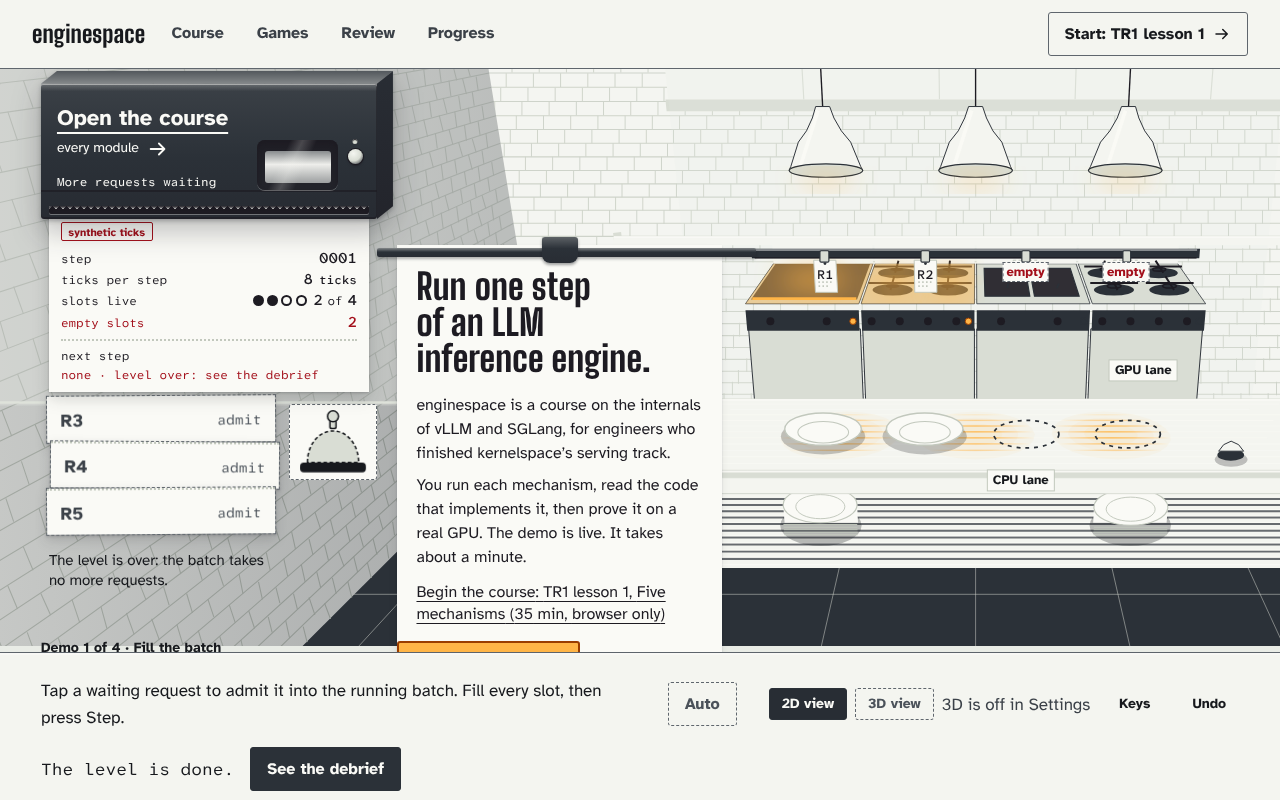 enginespace
Course
Games
Review
Progress
Start: TR1 lesson 1 →
Open the course
every module →
More requests waiting
synthetic ticks
step 0001
ticks per step 8 ticks
slots live 2 of 4
empty slots 2
next step
none · level over: see the debrief
R3 admit
R4 admit
R5 admit
The level is over; the batch takes
no more requests.
Demo 1 of 4 · Fill the batch
Run one step
of an LLM
inference engine.
enginespace is a course on the internals
of vLLM and SGLang, for engineers who
finished kernelspace's serving track.
You run each mechanism, read the code
that implements it, then prove it on a
real GPU. The demo is live. It takes
about a minute.
Begin the course: TR1 lesson 1, Five
mechanisms (35 min, browser only)
R1
R2
empty
empty
GPU lane
CPU lane
Tap a waiting request to admit it into the running batch. Fill every slot, then
press Step.
Auto
2D view
3D view
3D is off in Settings
Keys
Undo
The level is done.
See the debrief